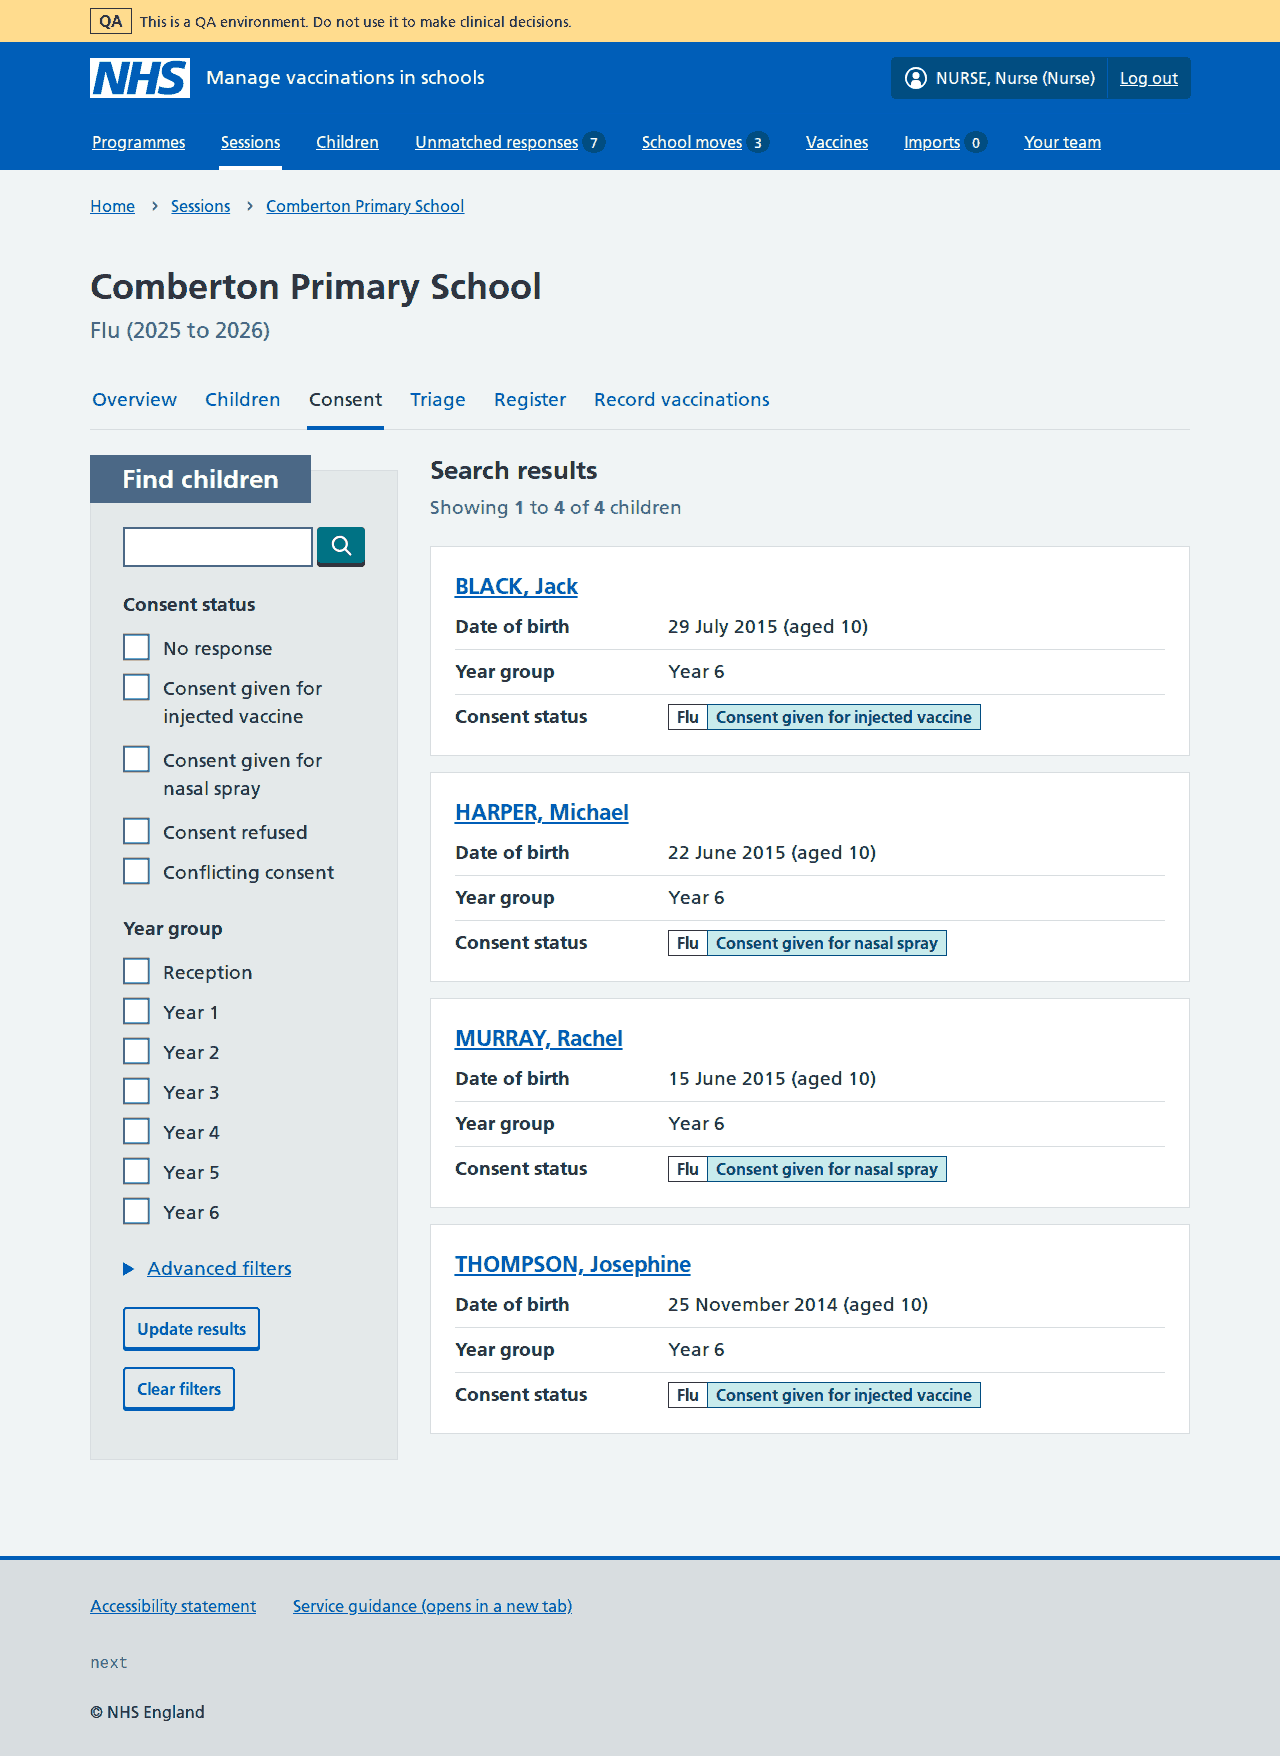 QA This is a QA environment. Do not use it to make clinical decisions.
NHS Manage vaccinations in schools NURSE, Nurse (Nurse) Log out
Programmes Sessions Children Unmatched responses 7 School moves 3 Vaccines Imports 0 Your team
Home Sessions Comberton Primary School
Comberton Primary School
Flu (2025 to 2026)
Overview Children Consent Triage Register Record vaccinations
Find children
Consent status
No response
Consent given for
injected vaccine
Consent given for
nasal spray
Consent refused
Conflicting consent
Year group
Reception
Year 1
Year 2
Year 3
Year 4
Year 5
Year 6
Advanced filters
Update results
Clear filters
Search results
Showing 1 to 4 of 4 children
BLACK, Jack
Date of birth 29 July 2015 (aged 10)
Year group Year 6
Consent status Flu Consent given for injected vaccine
HARPER, Michael
Date of birth 22 June 2015 (aged 10)
Year group Year 6
Consent status Flu Consent given for nasal spray
MURRAY, Rachel
Date of birth 15 June 2015 (aged 10)
Year group Year 6
Consent status Flu Consent given for nasal spray
THOMPSON, Josephine
Date of birth 25 November 2014 (aged 10)
Year group Year 6
Consent status Flu Consent given for injected vaccine
Accessibility statement Service guidance (opens in a new tab)
next
© NHS England